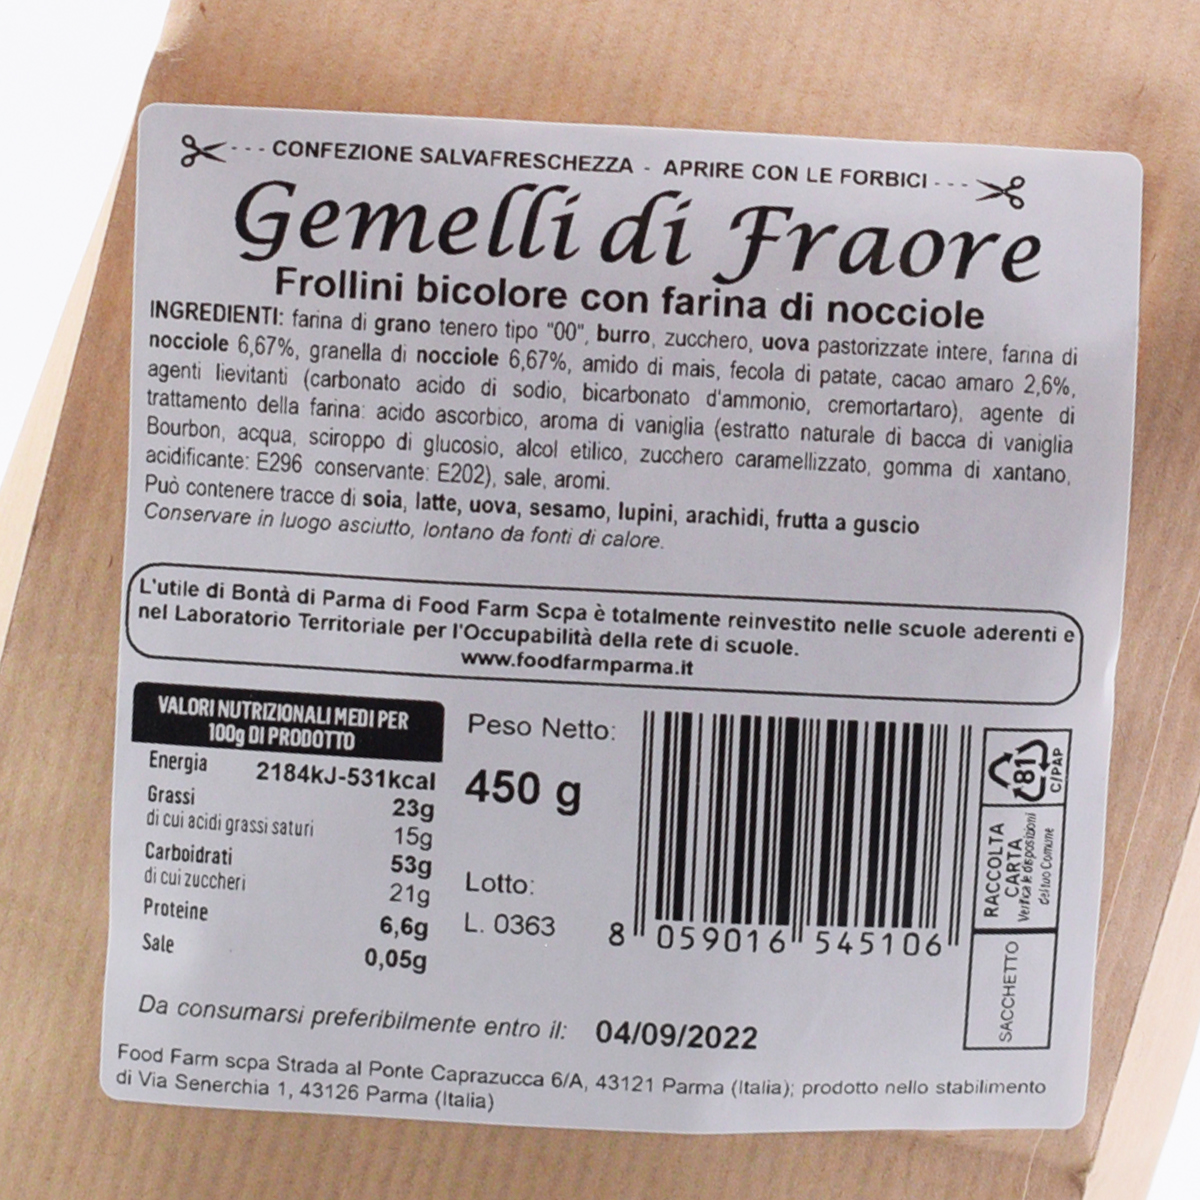 CONFEZIONE SALVAFRESCHEZZA - APRIRE CON LE FORBICI
Gemelli di Fraore
Frollini bicolore con farina di nocciole
INGREDIENTI: farina di grano tenero tipo "00", burro, zucchero, uova pastorizzate intere, farina di
nocciole 6,67%, granella di nocciole 6,67%, amido di mais, fecola di patate, cacao amaro 2,6%,
agenti lievitanti (carbonato acido di sodio, bicarbonato d'ammonio, cremortartaro), agente di
trattamento della farina: acido ascorbico, aroma di vaniglia (estratto naturale di bacca di vaniglia
Bourbon, acqua, sciroppo di glucosio, alcol etilico, zucchero caramellizzato, gomma di xantano,
acidificante: E296 conservante: E202), sale, aromi.
Può contenere tracce di soia, latte, uova, sesamo, lupini, arachidi, frutta a guscio
Conservare in luogo asciutto, lontano da fonti di calore.
L'utile di Bontà di Parma di Food Farm Scpa è totalmente reinvestito nelle scuole aderenti e
nel Laboratorio Territoriale per l'Occupabilità della rete di scuole.
www.foodfarmparma.it
VALORI NUTRIZIONALI MEDI PER
100g DI PRODOTTO
Energia 2184kJ-531kcal
Grassi 23g
di cui acidi grassi saturi 15g
Carboidrati 53g
di cui zuccheri 21g
Proteine 6,6g
Sale 0,05g
Peso Netto:
450 g
Lotto:
L. 0363
8 059016 545106
81
C/PAP
RACCOLTA
CARTA
Verifica le disposizioni
del tuo Comune
SACCHETTO
Da consumarsi preferibilmente entro il: 04/09/2022
Food Farm scpa Strada al Ponte Caprazucca 6/A, 43121 Parma (Italia); prodotto nello stabilimento
di Via Senerchia 1, 43126 Parma (Italia)